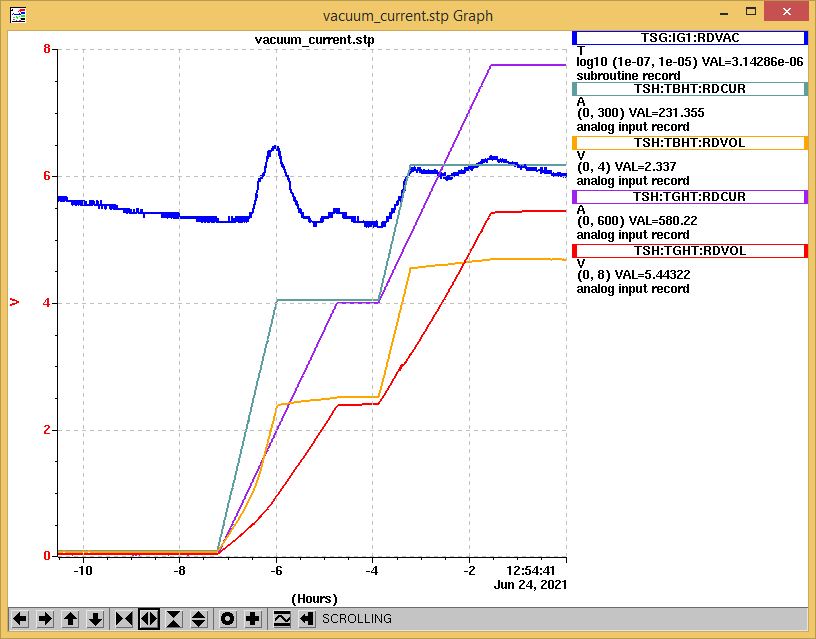 vacuum_current.stp Graph
vacuum_current.stp
8
6
4
2
0
V
-10
-8
-6
-4
-2
12:54:41
Jun 24, 2021
(Hours)
TSG:IG1:RDVAC
T
log10 (1e-07, 1e-05) VAL=3.14286e-06
subroutine record
TSH:TBHT:RDCUR
A
(0, 300) VAL=231.355
analog input record
TSH:TBHT:RDVOL
V
(0, 4) VAL=2.337
analog input record
TSH:TGHT:RDCUR
A
(0, 600) VAL=580.22
analog input record
TSH:TGHT:RDVOL
V
(0, 8) VAL=5.44322
analog input record
SCROLLING